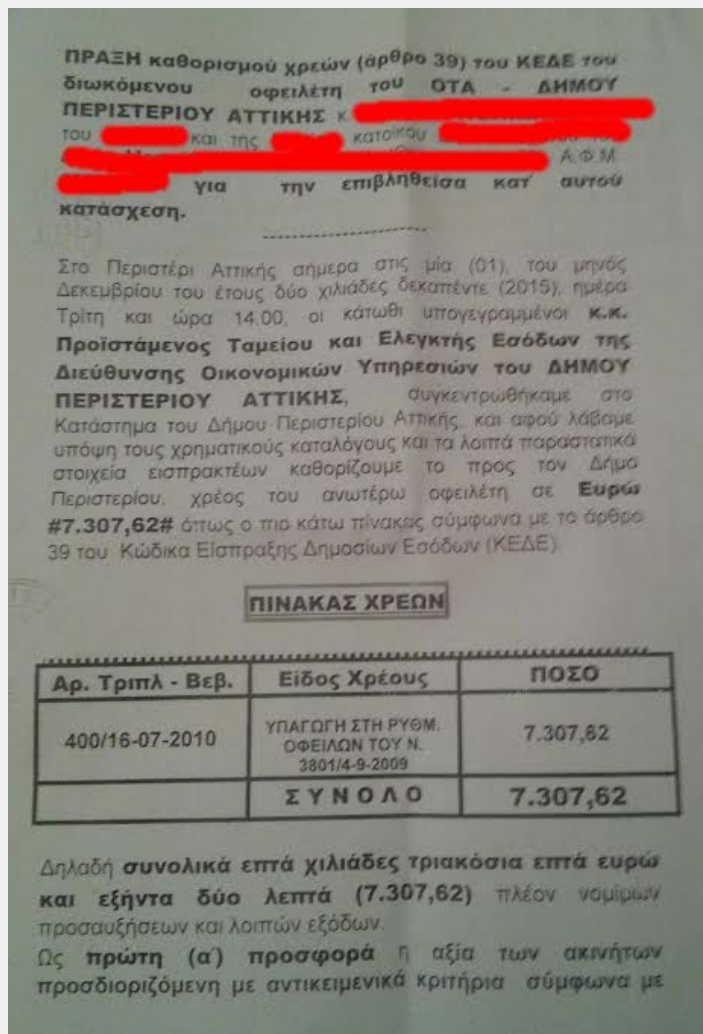 ΠΡΑΞΗ καθορισμού χρεών (άρθρο 39) του ΚΕΔΕ του
διωκόμενου οφειλέτη του ΟΤΑ - ΔΗΜΟΥ
ΠΕΡΙΣΤΕΡΙΟΥ ΑΤΤΙΚΗΣ κ.
του και της κατοίκου
Α.Φ.Μ.
για την επιβληθείσα κατ' αυτού
κατάσχεση.
Στο Περιστέρι Αττικής σήμερα στις μία (01), του μηνός
Δεκεμβρίου του έτους δύο χιλιάδες δεκαπέντε (2015), ημέρα
Τρίτη και ώρα 14.00, οι κάτωθι υπογεγραμμένοι κ.κ.
Προϊστάμενος Ταμείου και Ελεγκτής Εσόδων της
Διεύθυνσης Οικονομικών Υπηρεσιών του ΔΗΜΟΥ
ΠΕΡΙΣΤΕΡΙΟΥ ΑΤΤΙΚΗΣ, συγκεντρωθήκαμε στο
Κατάστημα του Δήμου Περιστερίου Αττικής, και αφού λάβαμε
υπόψη τους χρηματικούς καταλόγους και τα λοιπά παραστατικά
στοιχεία εισπρακτέων καθορίζουμε το προς τον Δήμο
Περιστερίου, χρέος του ανωτέρω οφειλέτη σε Ευρώ
#7.307,62# όπως ο πιο κάτω πίνακας σύμφωνα με το άρθρο
39 του Κώδικα Είσπραξης Δημοσίων Εσόδων (ΚΕΔΕ)
ΠΙΝΑΚΑΣ ΧΡΕΩΝ
Αρ. Τριπλ - Βεβ. Είδος Χρέους ΠΟΣΟ
400/16-07-2010 ΥΠΑΓΩΓΗ ΣΤΗ ΡΥΘΜ. 7.307,62
ΟΦΕΙΛΩΝ ΤΟΥ Ν.
3801/4-9-2009
Σ Υ Ν Ο Λ Ο 7.307,62
Δηλαδή συνολικά επτά χιλιάδες τριακόσια επτά ευρώ
και εξήντα δύο λεπτά (7.307,62) πλέον νομίμων
προσαυξήσεων και λοιπών εξόδων.
Ως πρώτη (α΄) προσφορά η αξία των ακινήτων
προσδιοριζόμενη με αντικειμενικά κριτήρια σύμφωνα με